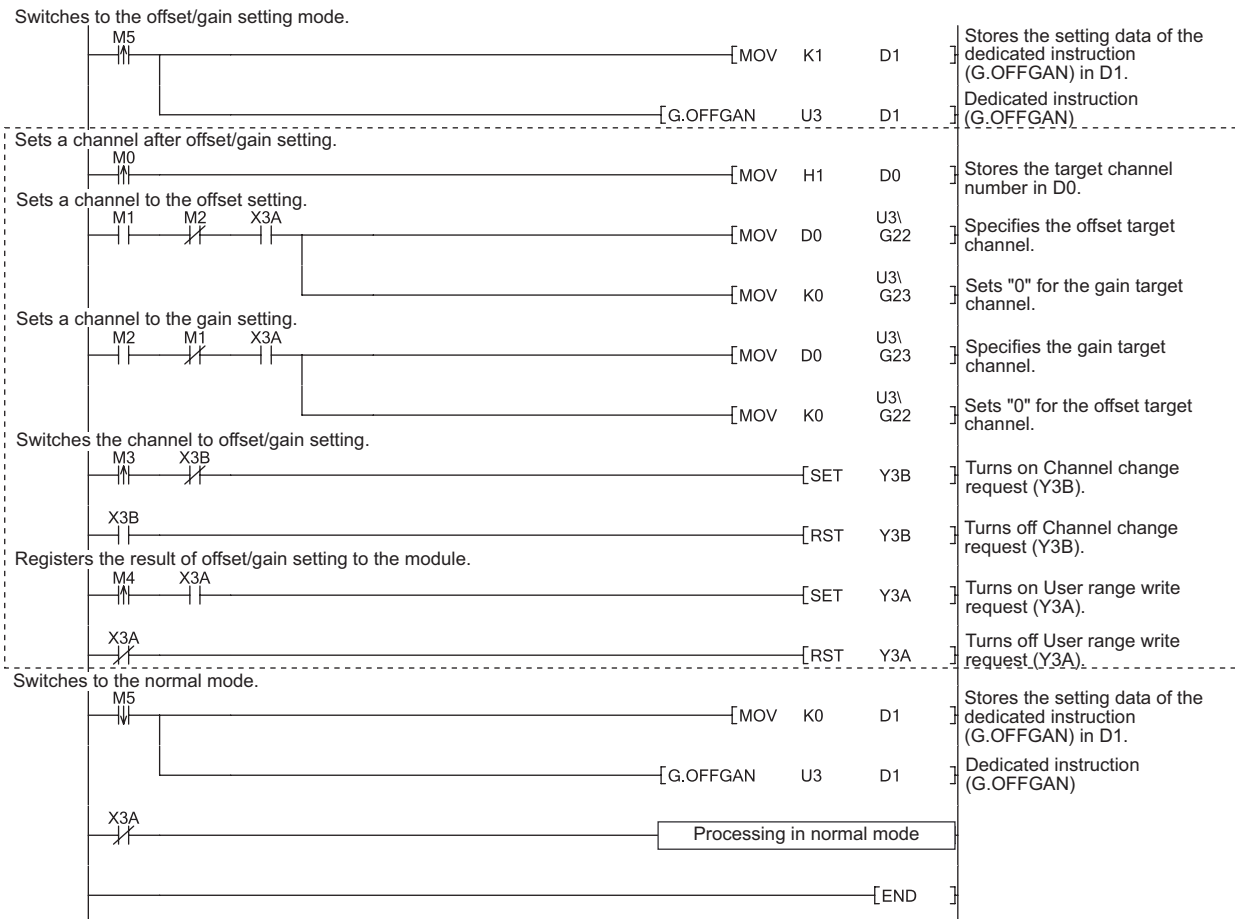 Switches to the offset/gain setting mode.
M5
MOV K1 D1
Stores the setting data of the
dedicated instruction
(G.OFFGAN) in D1.
G.OFFGAN U3 D1
Dedicated instruction
(G.OFFGAN)
Sets a channel after offset/gain setting.
M0
MOV H1 D0
Stores the target channel
number in D0.
Sets a channel to the offset setting.
M1 M2 X3A
MOV D0 U3\
G22
Specifies the offset target
channel.
MOV K0 U3\
G23
Sets "0" for the gain target
channel.
Sets a channel to the gain setting.
M2 M1 X3A
MOV D0 U3\
G23
Specifies the gain target
channel.
MOV K0 U3\
G22
Sets "0" for the offset target
channel.
Switches the channel to offset/gain setting.
M3 X3B
SET Y3B
Turns on Channel change
request (Y3B).
X3B
RST Y3B
Turns off Channel change
request (Y3B).
Registers the result of offset/gain setting to the module.
M4 X3A
SET Y3A
Turns on User range write
request (Y3A).
X3A
RST Y3A
Turns off User range write
request (Y3A).
Switches to the normal mode.
M5
MOV K0 D1
Stores the setting data of the
dedicated instruction
(G.OFFGAN) in D1.
G.OFFGAN U3 D1
Dedicated instruction
(G.OFFGAN)
X3A
Processing in normal mode
END